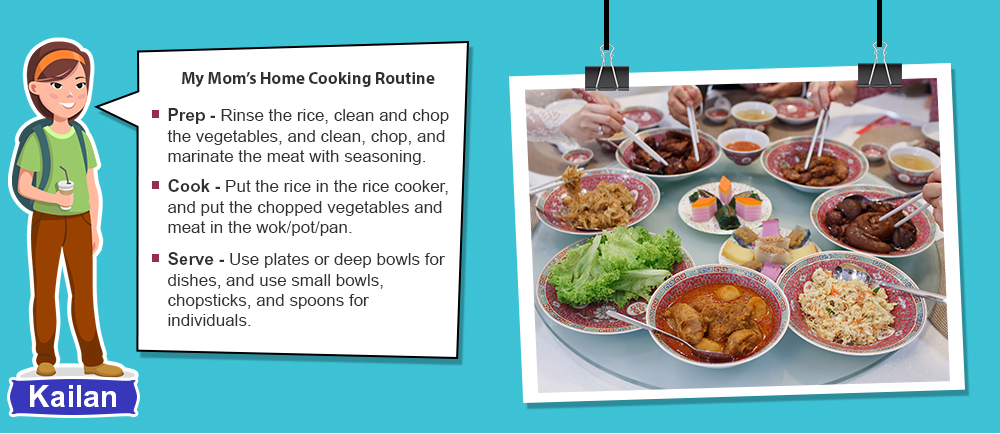 My Mom's Home Cooking Routine
Prep - Rinse the rice, clean and chop
the vegetables, and clean, chop, and
marinate the meat with seasoning.
Cook - Put the rice in the rice cooker,
and put the chopped vegetables and
meat in the wok/pot/pan.
Serve - Use plates or deep bowls for
dishes, and use small bowls,
chopsticks, and spoons for
individuals.
Kailan